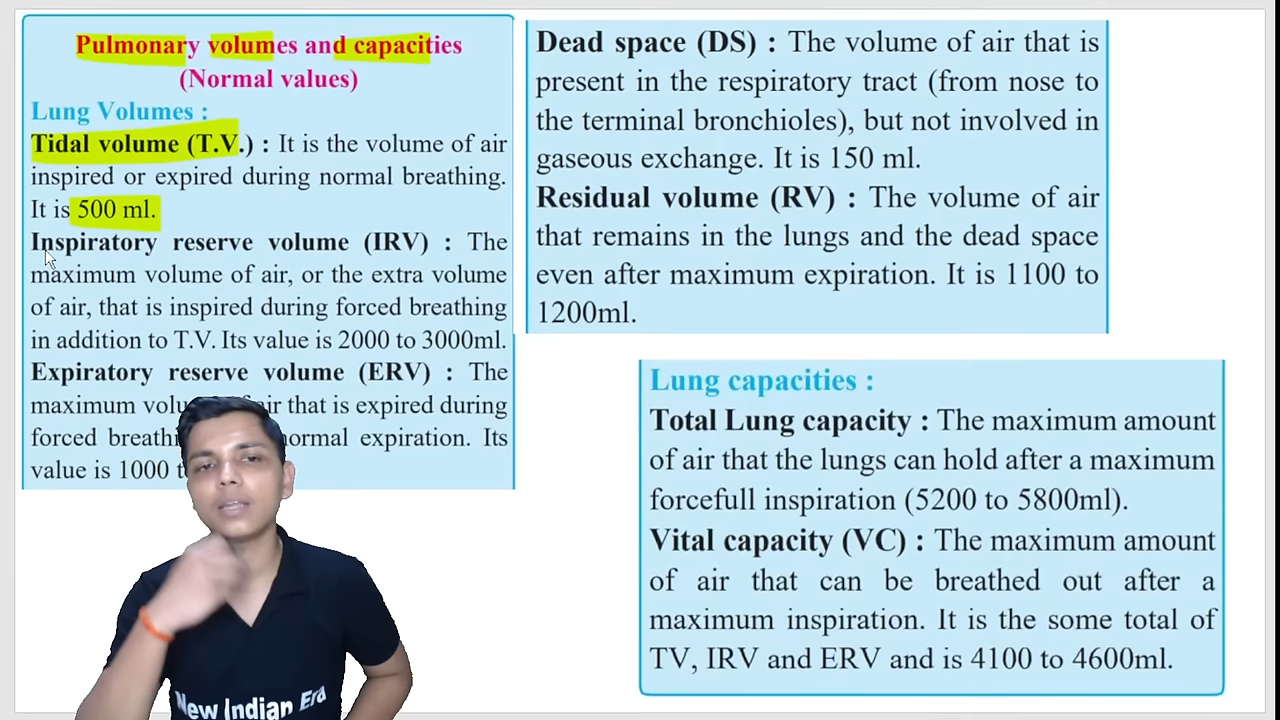 Pulmonary volumes and capacities
(Normal values)
Lung Volumes :
Tidal volume (T.V.) : It is the volume of air
inspired or expired during normal breathing.
It is 500 ml.
Inspiratory reserve volume (IRV) : The
maximum volume of air, or the extra volume
of air, that is inspired during forced breathing
in addition to T.V. Its value is 2000 to 3000ml.
Expiratory reserve volume (ERV) : The
maximum air that is expired during
forced normal expiration. Its
value is 1000
Dead space (DS) : The volume of air that is
present in the respiratory tract (from nose to
the terminal bronchioles), but not involved in
gaseous exchange. It is 150 ml.
Residual volume (RV) : The volume of air
that remains in the lungs and the dead space
even after maximum expiration. It is 1100 to
1200ml.
Lung capacities :
Total Lung capacity : The maximum amount
of air that the lungs can hold after a maximum
forcefull inspiration (5200 to 5800ml).
Vital capacity (VC) : The maximum amount
of air that can be breathed out after a
maximum inspiration. It is the some total of
TV, IRV and ERV and is 4100 to 4600ml.
New Indian Era